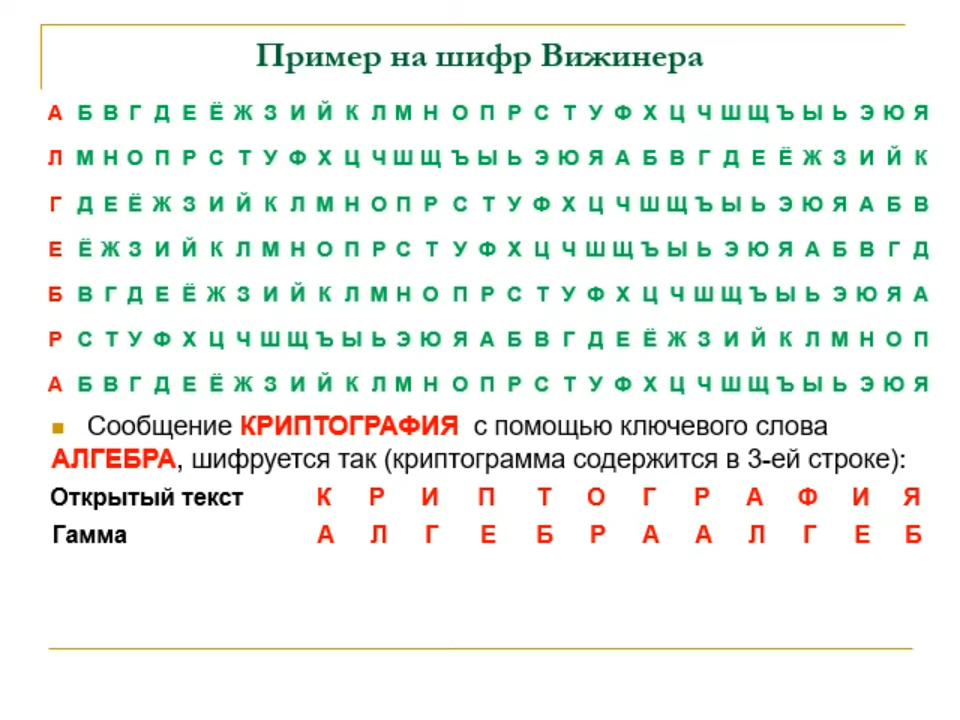 Пример на шифр Вижинера
А Б В Г Д Е Ё Ж З И Й К Л М Н О П Р С Т У Ф Х Ц Ч Ш Щ Ъ Ы Ь Э Ю Я
Л М Н О П Р С Т У Ф Х Ц Ч Ш Щ Ъ Ы Ь Э Ю Я А Б В Г Д Е Ё Ж З И Й К
Г Д Е Ё Ж З И Й К Л М Н О П Р С Т У Ф Х Ц Ч Ш Щ Ъ Ы Ь Э Ю Я А Б В
Е Ё Ж З И Й К Л М Н О П Р С Т У Ф Х Ц Ч Ш Щ Ъ Ы Ь Э Ю Я А Б В Г Д
Б В Г Д Е Ё Ж З И Й К Л М Н О П Р С Т У Ф Х Ц Ч Ш Щ Ъ Ы Ь Э Ю Я А
Р С Т У Ф Х Ц Ч Ш Щ Ъ Ы Ь Э Ю Я А Б В Г Д Е Ё Ж З И Й К Л М Н О П
А Б В Г Д Е Ё Ж З И Й К Л М Н О П Р С Т У Ф Х Ц Ч Ш Щ Ъ Ы Ь Э Ю Я
Сообщение КРИПТОГРАФИЯ с помощью ключевого слова
АЛГЕБРА, шифруется так (криптограмма содержится в 3-ей строке):
Открытый текст К Р И П Т О Г Р А Ф И Я
Гамма А Л Г Е Б Р А А Л Г Е Б